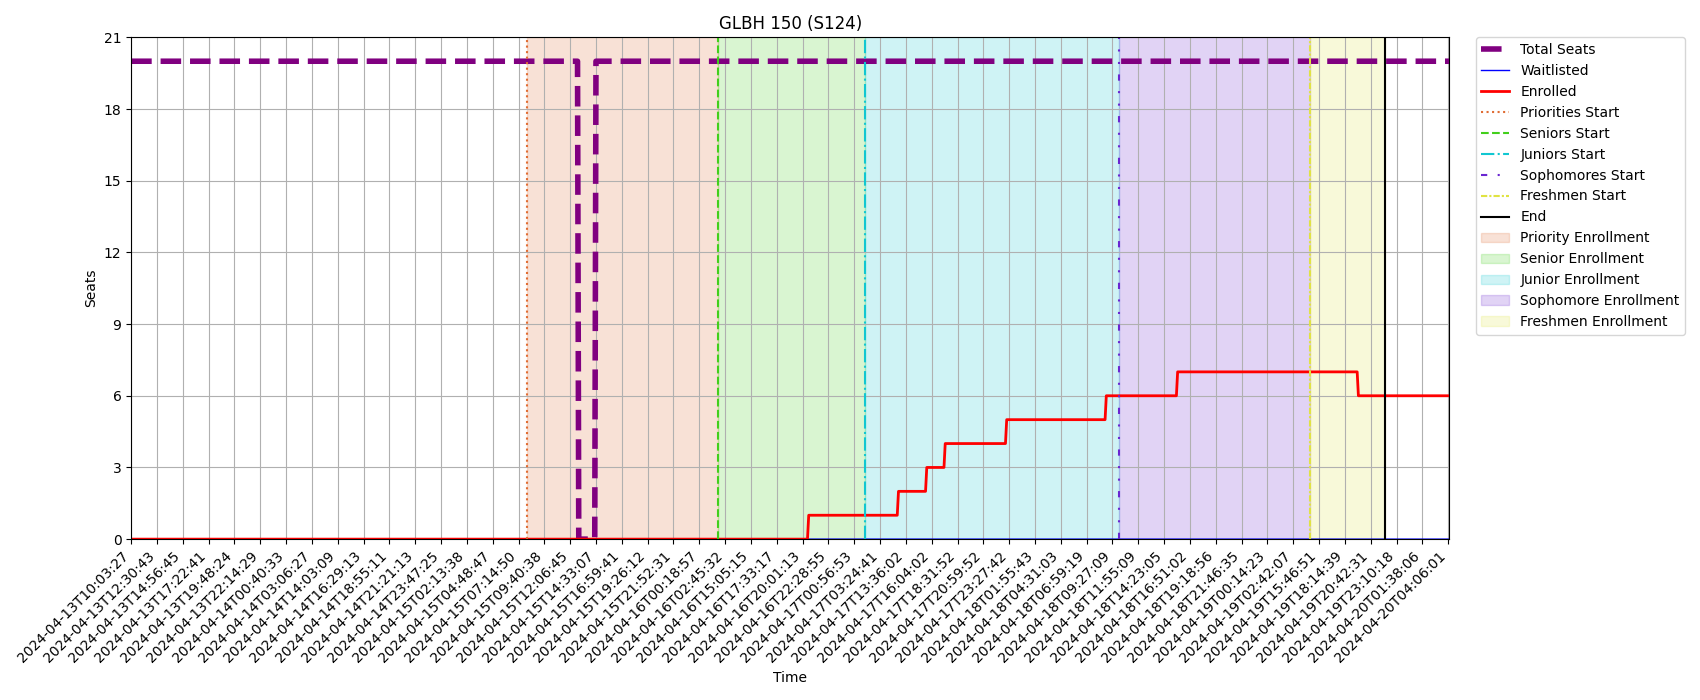 GLBH 150 (S124)
Seats
21
18
15
12
9
6
3
0
2024-04-13T10:03:27
2024-04-13T12:30:43
2024-04-13T14:56:45
2024-04-13T17:22:41
2024-04-13T19:48:24
2024-04-13T22:14:29
2024-04-14T00:40:33
2024-04-14T03:06:27
2024-04-14T14:03:09
2024-04-14T16:29:13
2024-04-14T18:55:11
2024-04-14T21:21:13
2024-04-14T23:47:25
2024-04-15T02:13:38
2024-04-15T04:48:47
2024-04-15T07:14:50
2024-04-15T09:40:38
2024-04-15T12:06:45
2024-04-15T14:33:07
2024-04-15T16:59:41
2024-04-15T19:26:12
2024-04-15T21:52:31
2024-04-16T00:18:57
2024-04-16T02:45:32
2024-04-16T15:05:15
2024-04-16T17:33:17
2024-04-16T20:01:13
2024-04-16T22:28:55
2024-04-17T00:56:53
2024-04-17T03:24:41
2024-04-17T13:36:02
2024-04-17T16:04:02
2024-04-17T18:31:52
2024-04-17T20:59:52
2024-04-17T23:27:42
2024-04-18T01:55:43
2024-04-18T04:31:03
2024-04-18T06:59:19
2024-04-18T09:27:09
2024-04-18T11:55:09
2024-04-18T14:23:05
2024-04-18T16:51:02
2024-04-18T19:18:56
2024-04-18T21:46:35
2024-04-19T00:14:23
2024-04-19T02:42:07
2024-04-19T15:46:51
2024-04-19T18:14:39
2024-04-19T20:42:31
2024-04-19T23:10:18
2024-04-20T01:38:06
2024-04-20T04:06:01
Time
Total Seats
Waitlisted
Enrolled
Priorities Start
Seniors Start
Juniors Start
Sophomores Start
Freshmen Start
End
Priority Enrollment
Senior Enrollment
Junior Enrollment
Sophomore Enrollment
Freshmen Enrollment